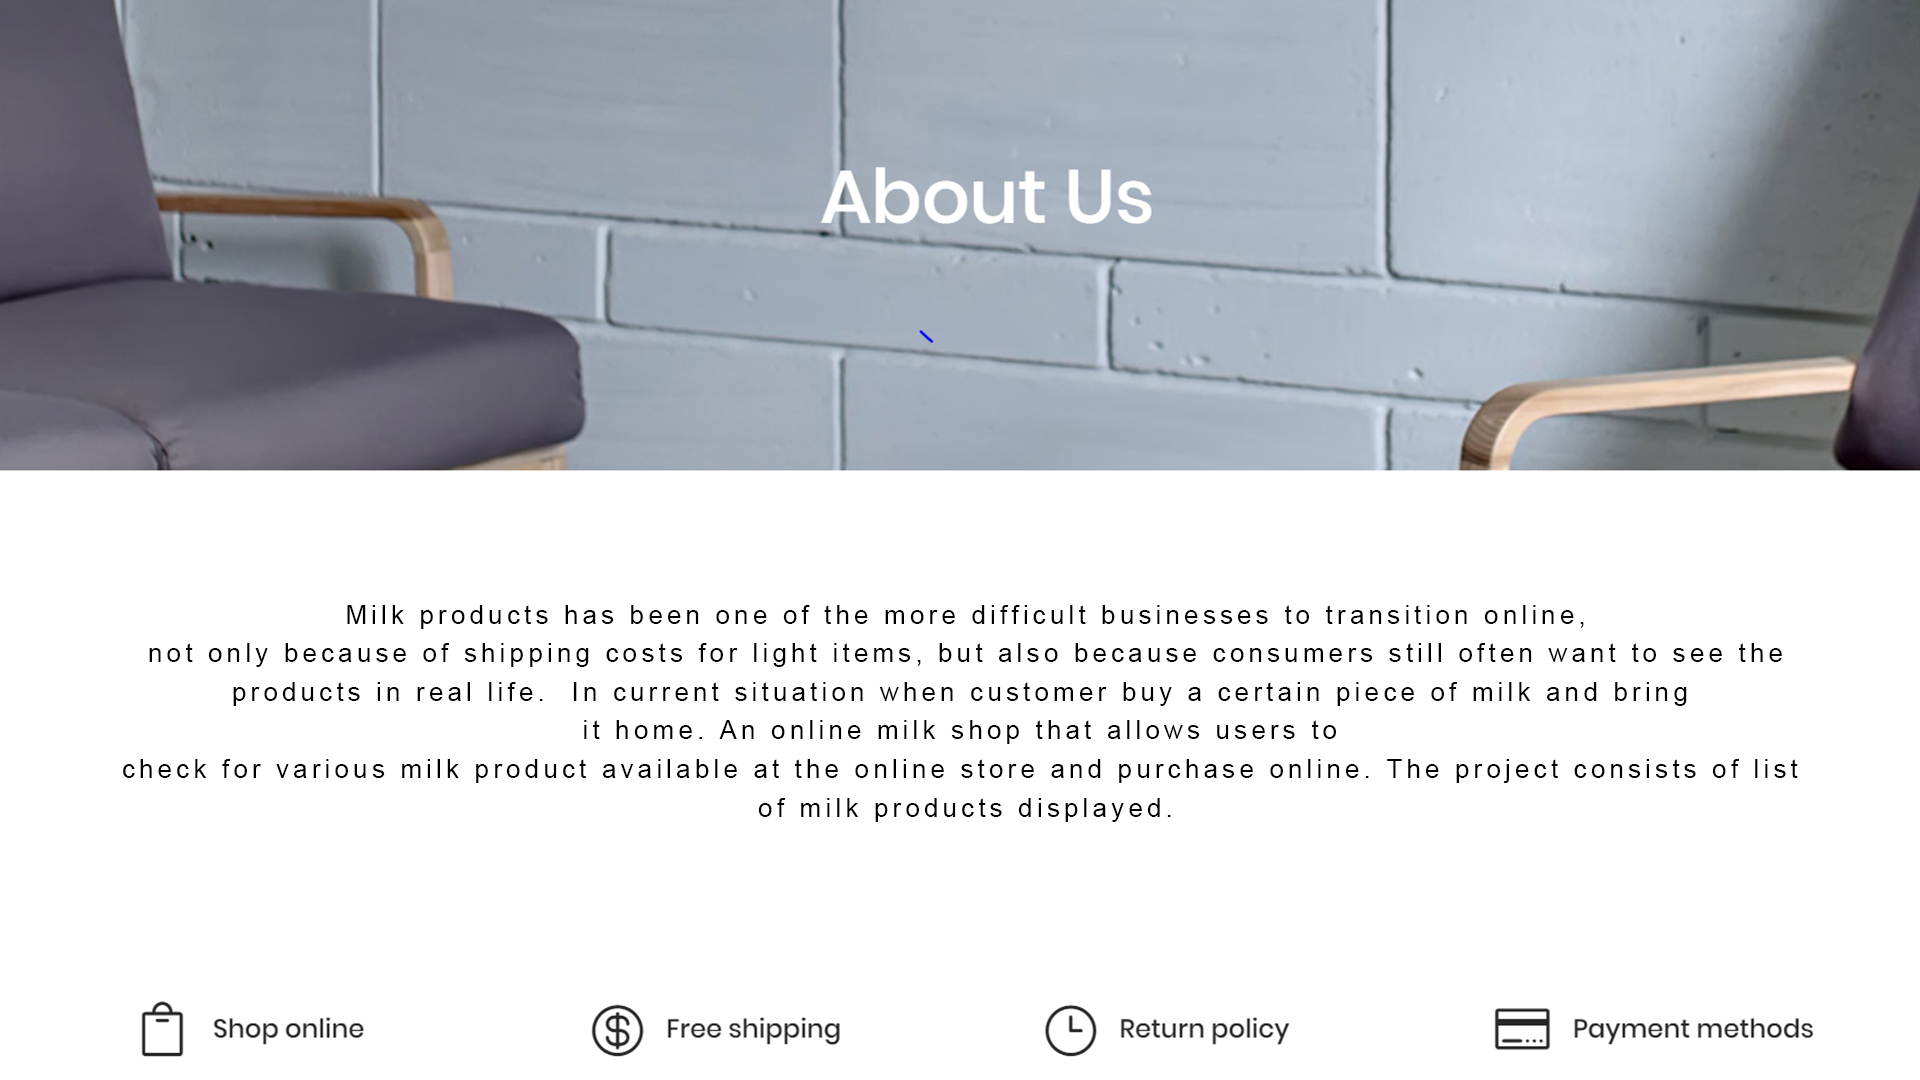 About Us
Milk products has been one of the more difficult businesses to transition online,
not only because of shipping costs for light items, but also because consumers still often want to see the
products in real life.  In current situation when customer buy a certain piece of milk and bring
it home. An online milk shop that allows users to
check for various milk product available at the online store and purchase online. The project consists of list
of milk products displayed.
Shop online
Free shipping
Return policy
Payment methods